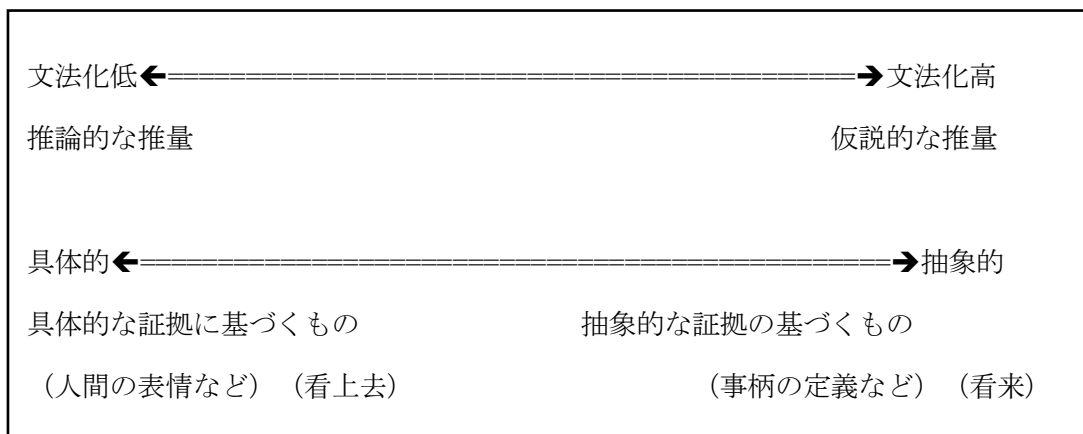 文法化低🡸============================================🡺文法化高
推論的な推量 仮説的な推量
具体的🡸================================================🡺抽象的
具体的な証拠に基づくもの 抽象的な証拠の基づくもの
（人間の表情など）（看上去） （事柄の定義など）（看来）